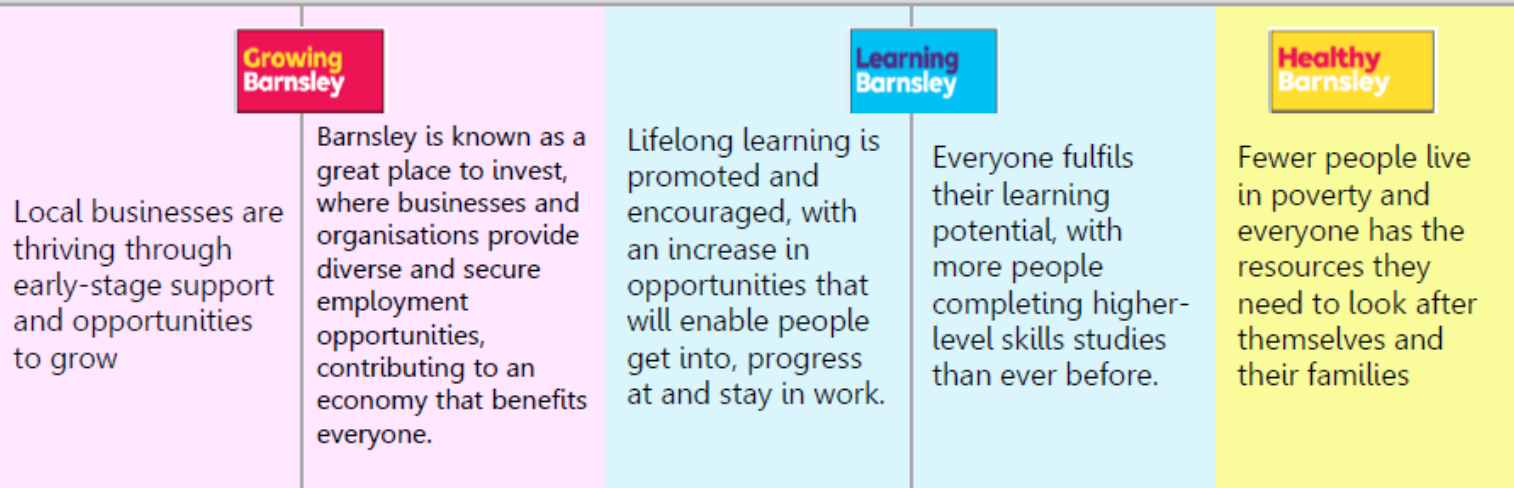 Growing
Barnsley
Local businesses are
thriving through
early-stage support
and opportunities
to grow
Barnsley is known as a
great place to invest,
where businesses and
organisations provide
diverse and secure
employment
opportunities,
contributing to an
economy that benefits
everyone.
Learning
Barnsley
Lifelong learning is
promoted and
encouraged, with
an increase in
opportunities that
will enable people
get into, progress
at and stay in work.
Everyone fulfils
their learning
potential, with
more people
completing higher-
level skills studies
than ever before.
Healthy
Barnsley
Fewer people live
in poverty and
everyone has the
resources they
need to look after
themselves and
their families